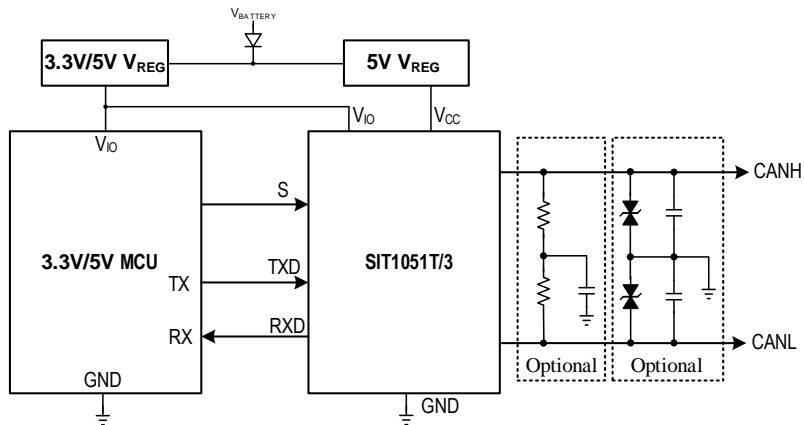 VBATTERY
3.3V/5V VREG
5V VREG
VIO
VCC
VIO
CANH
S
3.3V/5V MCU
SIT1051T/3
TX
TXD
RX
RXD
CANL
Optional
Optional
GND
GND